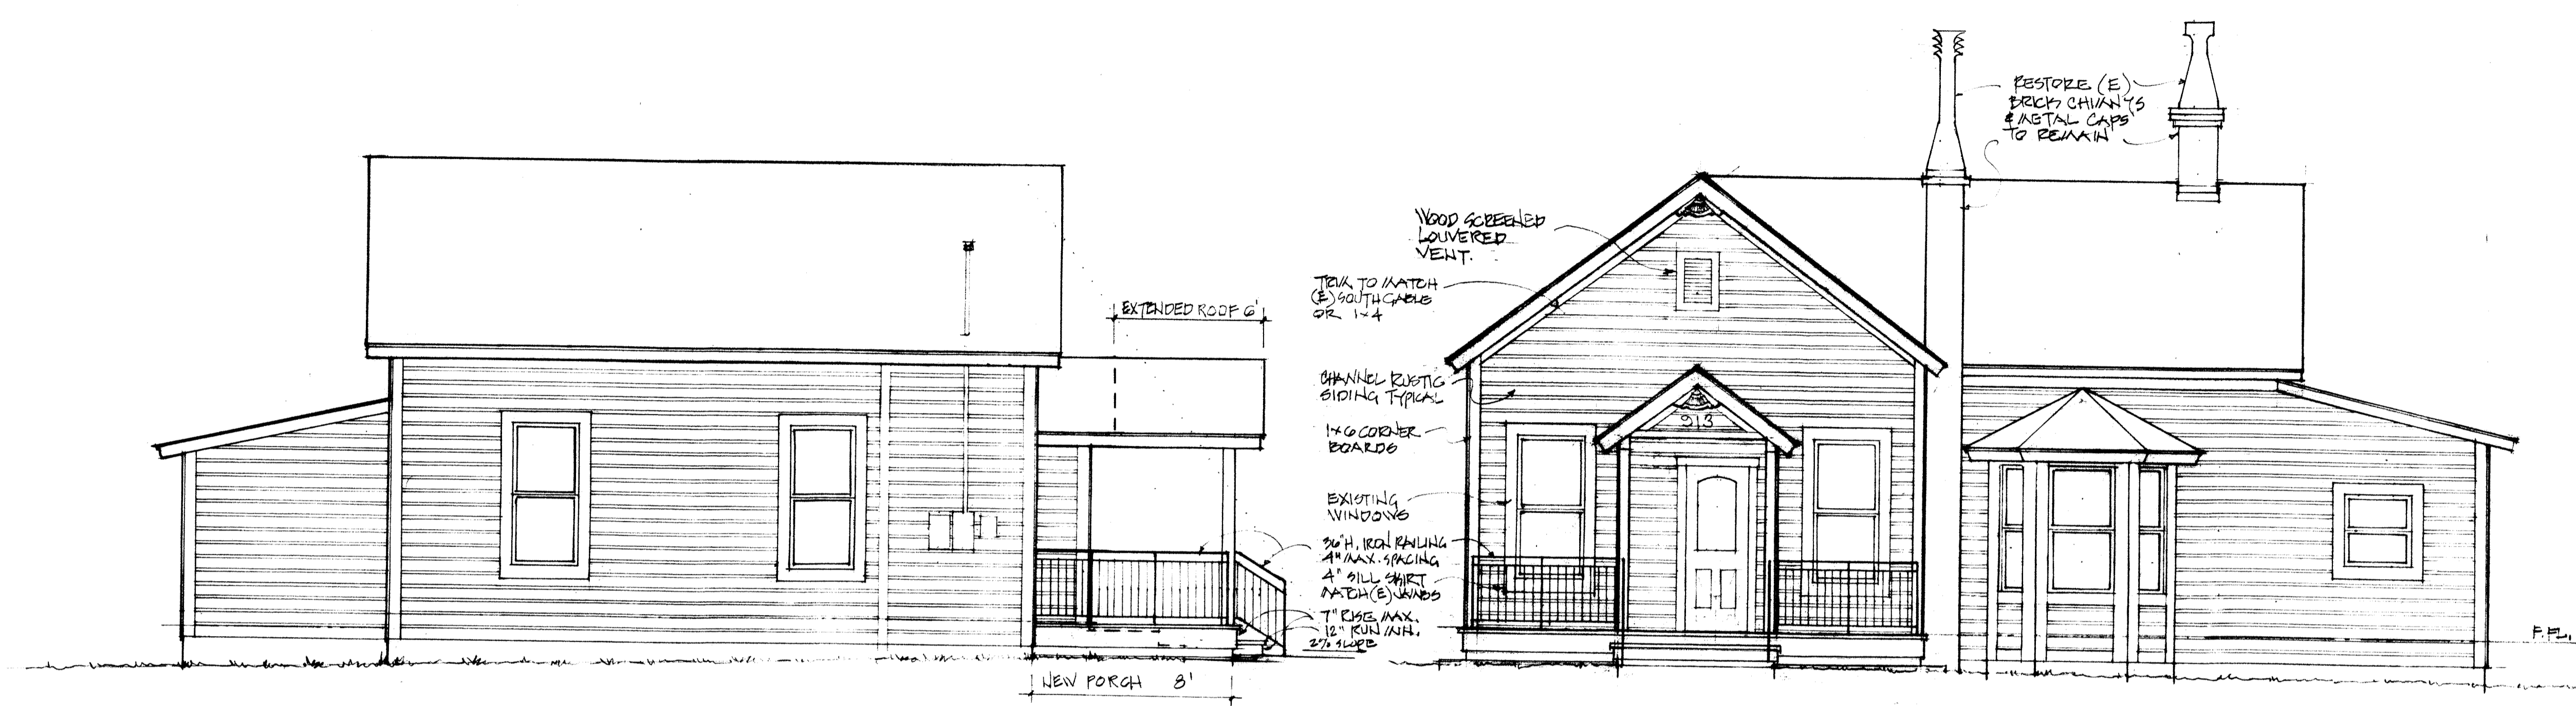 EXTENDED ROOF 6'
NEW PORCH 8'
WOOD SCREENED
LOUVERED
VENT.
TRIM TO MATCH
(E) SOUTH GABLE
OR 1x4
CHANNEL RUSTIC
SIDING TYPICAL
1x6 CORNER
BOARDS
EXISTING
WINDOWS
36"H. IRON RAILING
4" MAX. SPACING
4" SILL SKIRT
MATCH (E) WINDS
7" RISE MAX.
12" RUN MIN.
2% SLOPE
913
RESTORE (E)
BRICK CHIMNYS
& METAL CAPS
TO REMAIN
F.FL.